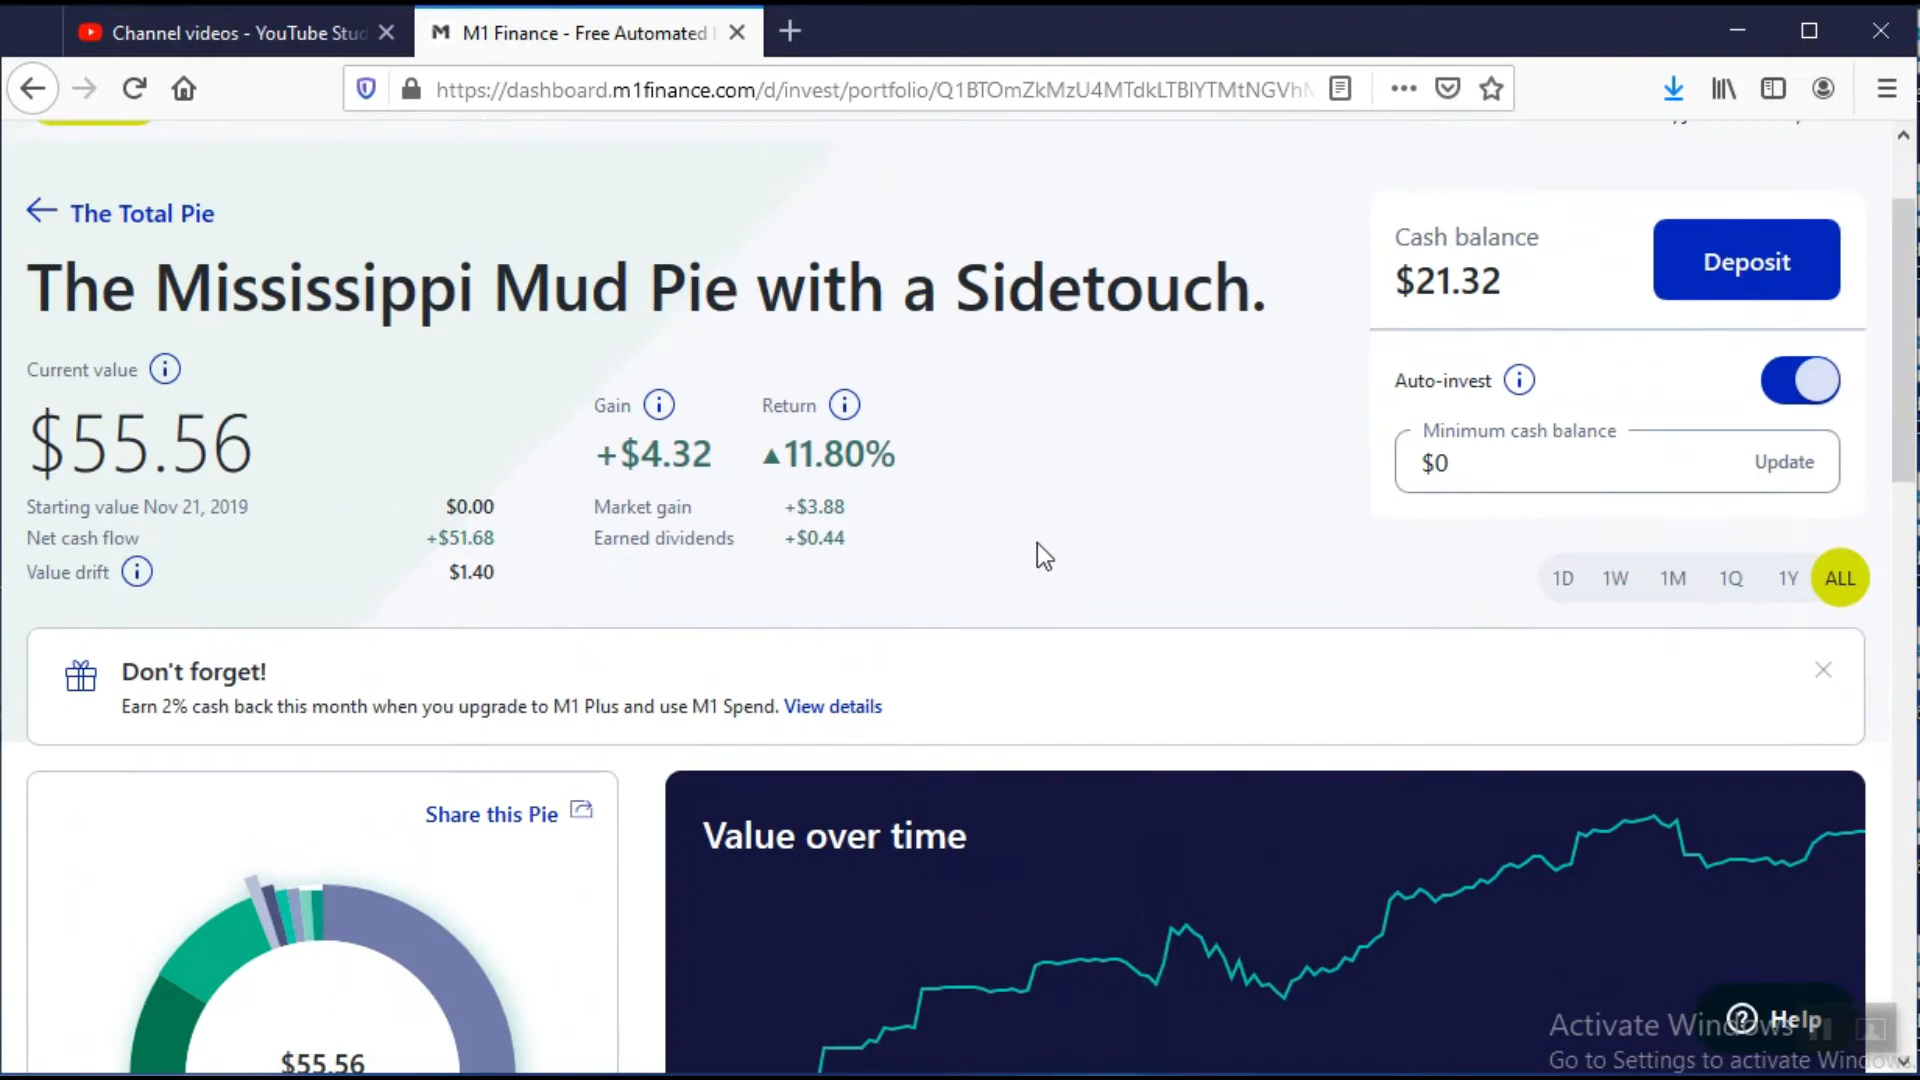 Channel videos - YouTube Stud
M1 Finance - Free Automated
https://dashboard.m1finance.com/d/invest/portfolio/
The Total Pie
The Mississippi Mud Pie with a Sidetouch.
Cash balance
$21.32
Deposit
Current value
$55.56
Starting value Nov 21, 2019 $0.00
Net cash flow +$51.68
Value drift $1.40
Gain
+$4.32
Return
▲11.80%
Market gain +$3.88
Earned dividends +$0.44
Auto-invest
Minimum cash balance
$0
Update
1D 1W 1M 1Q 1Y ALL
Don't forget!
Earn 2% cash back this month when you upgrade to M1 Plus and use M1 Spend. View details
Share this Pie
$55.56
Value over time
Help
Activate Windows
Go to Settings to activate Windows.